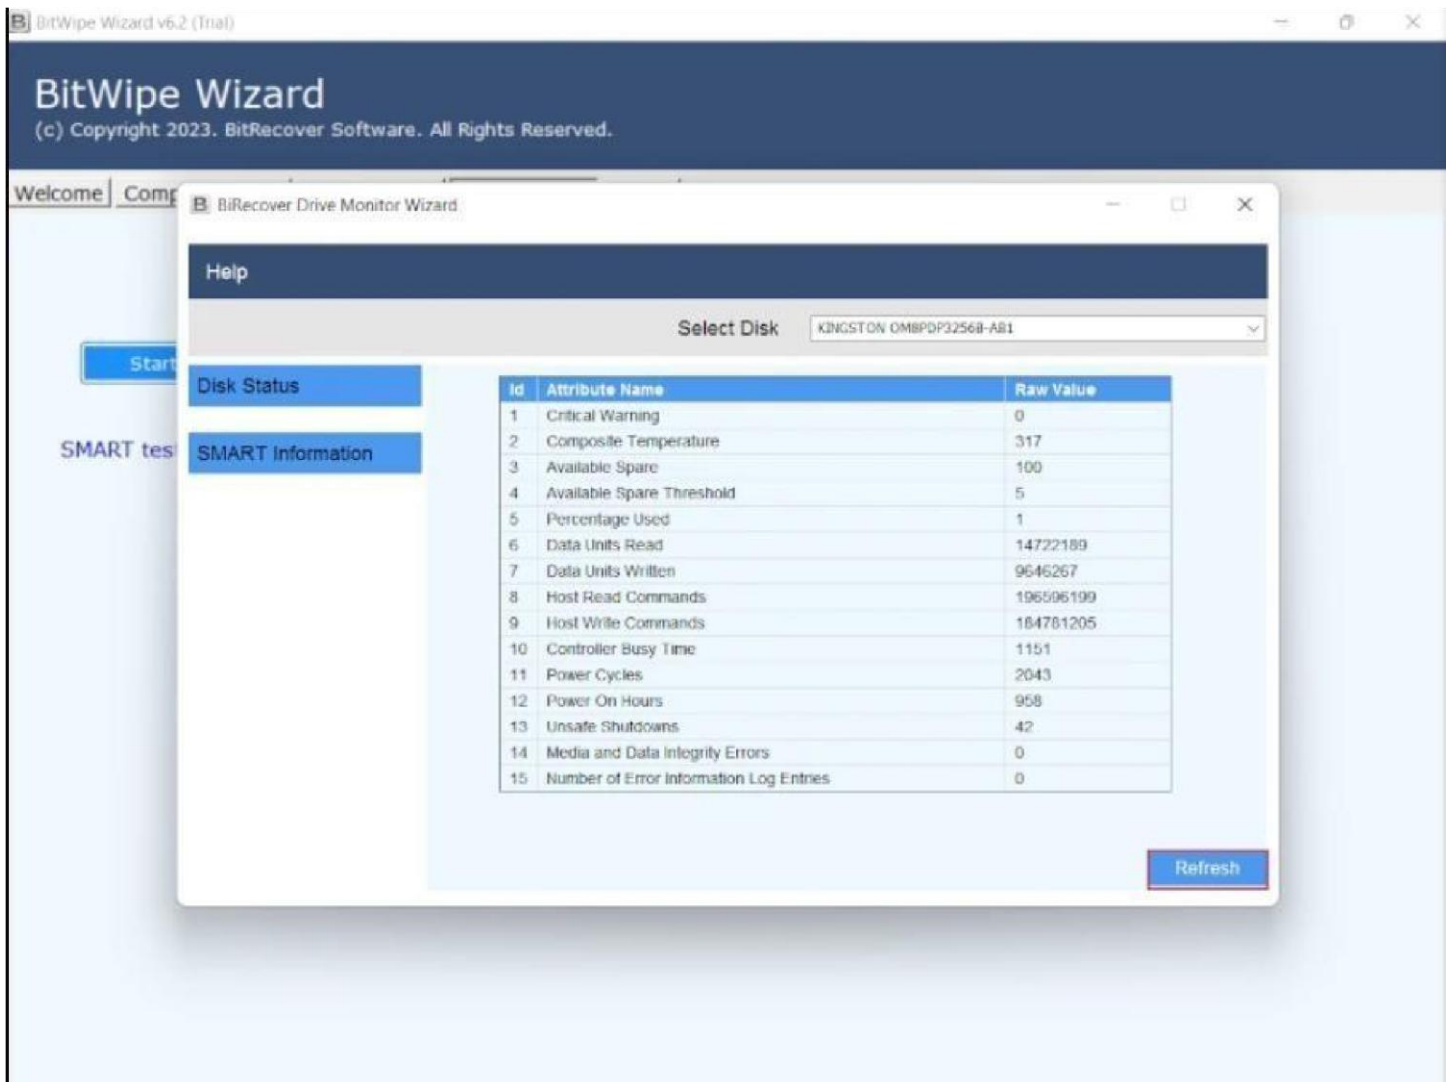 BitWipe Wizard v6.2 (Trial)
BitWipe Wizard
(c) Copyright 2023. BitRecover Software. All Rights Reserved.
Welcome
Comp
BiRecover Drive Monitor Wizard
Help
Select Disk
KINGSTON OM8PDP3256B-AB1
Start
SMART tes
Disk Status
SMART Information
Id Attribute Name Raw Value
1 Critical Warning 0
2 Composite Temperature 317
3 Available Spare 100
4 Available Spare Threshold 5
5 Percentage Used 1
6 Data Units Read 14722189
7 Data Units Written 9646267
8 Host Read Commands 196596199
9 Host Write Commands 184781205
10 Controller Busy Time 1151
11 Power Cycles 2043
12 Power On Hours 958
13 Unsafe Shutdowns 42
14 Media and Data Integrity Errors 0
15 Number of Error Information Log Entries 0
Refresh